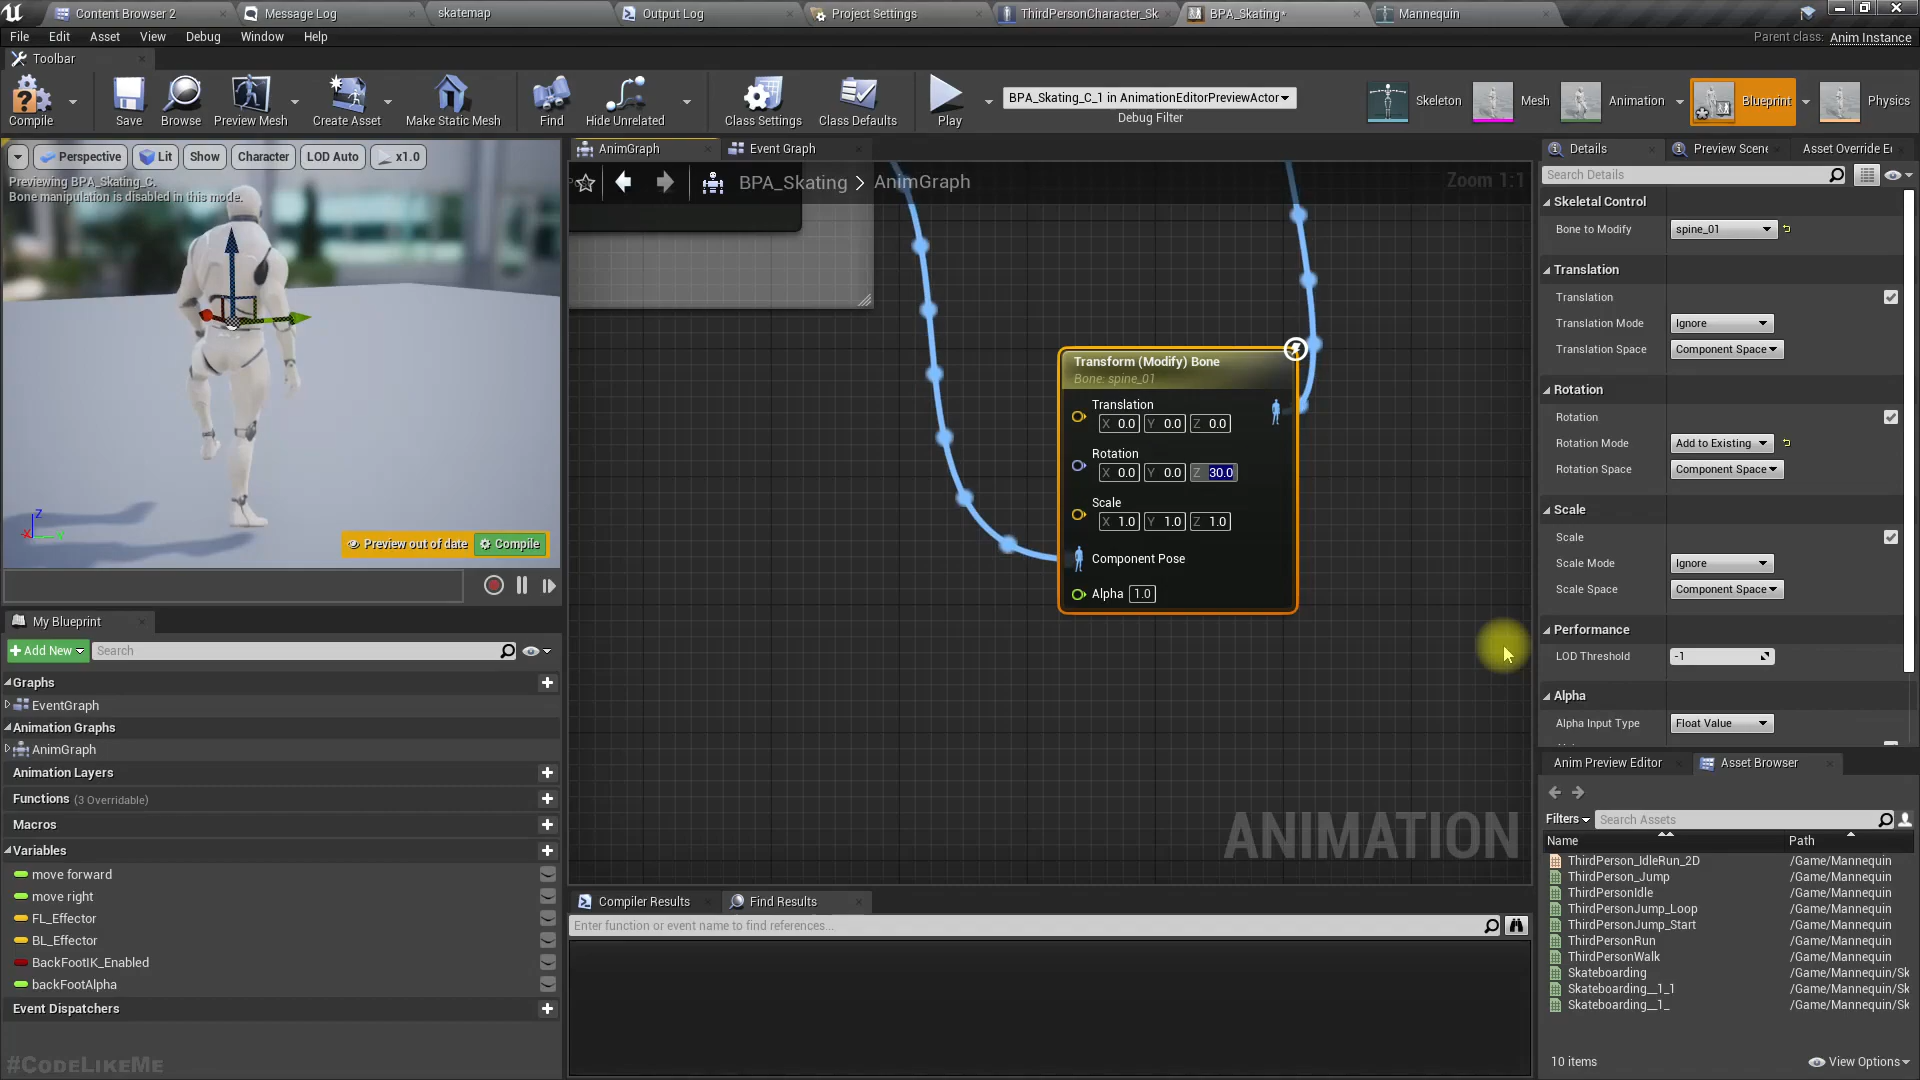 Content Browser 2
Message Log
skatemap
Output Log
Project Settings
ThirdPersonCharacter_Sk
BPA_Skating*
Mannequin
File Edit Asset View Debug Window Help
Parent class: Anim Instance
Toolbar
Compile
Save
Browse
Preview Mesh
Create Asset
Make Static Mesh
Find
Hide Unrelated
Class Settings
Class Defaults
Play
BPA_Skating_C_1 in AnimationEditorPreviewActor
Debug Filter
Skeleton
Mesh
Animation
Blueprint
Physics
Perspective
Lit
Show
Character
LOD Auto
x1.0
Previewing BPA_Skating_C.
Bone manipulation is disabled in this mode.
Z
X
Y
Preview out of date
Compile
My Blueprint
Add New
Search
Graphs
EventGraph
Animation Graphs
AnimGraph
Animation Layers
Functions (3 Overridable)
Macros
Variables
move forward
move right
FL_Effector
BL_Effector
BackFootIK_Enabled
backFootAlpha
Event Dispatchers
#CODELIKEME
AnimGraph
Event Graph
BPA_Skating > AnimGraph
Zoom 1:1
Transform (Modify) Bone
Bone: spine_01
Translation
X 0.0 Y 0.0 Z 0.0
Rotation
X 0.0 Y 0.0 Z 30.0
Scale
X 1.0 Y 1.0 Z 1.0
Component Pose
Alpha 1.0
ANIMATION
Compiler Results
Find Results
Enter function or event name to find references...
Details
Preview Scene
Asset Override E
Search Details
Skeletal Control
Bone to Modify spine_01
Translation
Translation
Translation Mode Ignore
Translation Space Component Space
Rotation
Rotation
Rotation Mode Add to Existing
Rotation Space Component Space
Scale
Scale
Scale Mode Ignore
Scale Space Component Space
Performance
LOD Threshold -1
Alpha
Alpha Input Type Float Value
Anim Preview Editor
Asset Browser
Filters
Search Assets
Name Path
ThirdPerson_IdleRun_2D /Game/Mannequin
ThirdPerson_Jump /Game/Mannequin
ThirdPersonIdle /Game/Mannequin
ThirdPersonJump_Loop /Game/Mannequin
ThirdPersonJump_Start /Game/Mannequin
ThirdPersonRun /Game/Mannequin
ThirdPersonWalk /Game/Mannequin
Skateboarding /Game/Mannequin/Sk
Skateboarding__1_1 /Game/Mannequin/Sk
Skateboarding__1_ /Game/Mannequin/Sk
10 items
View Options